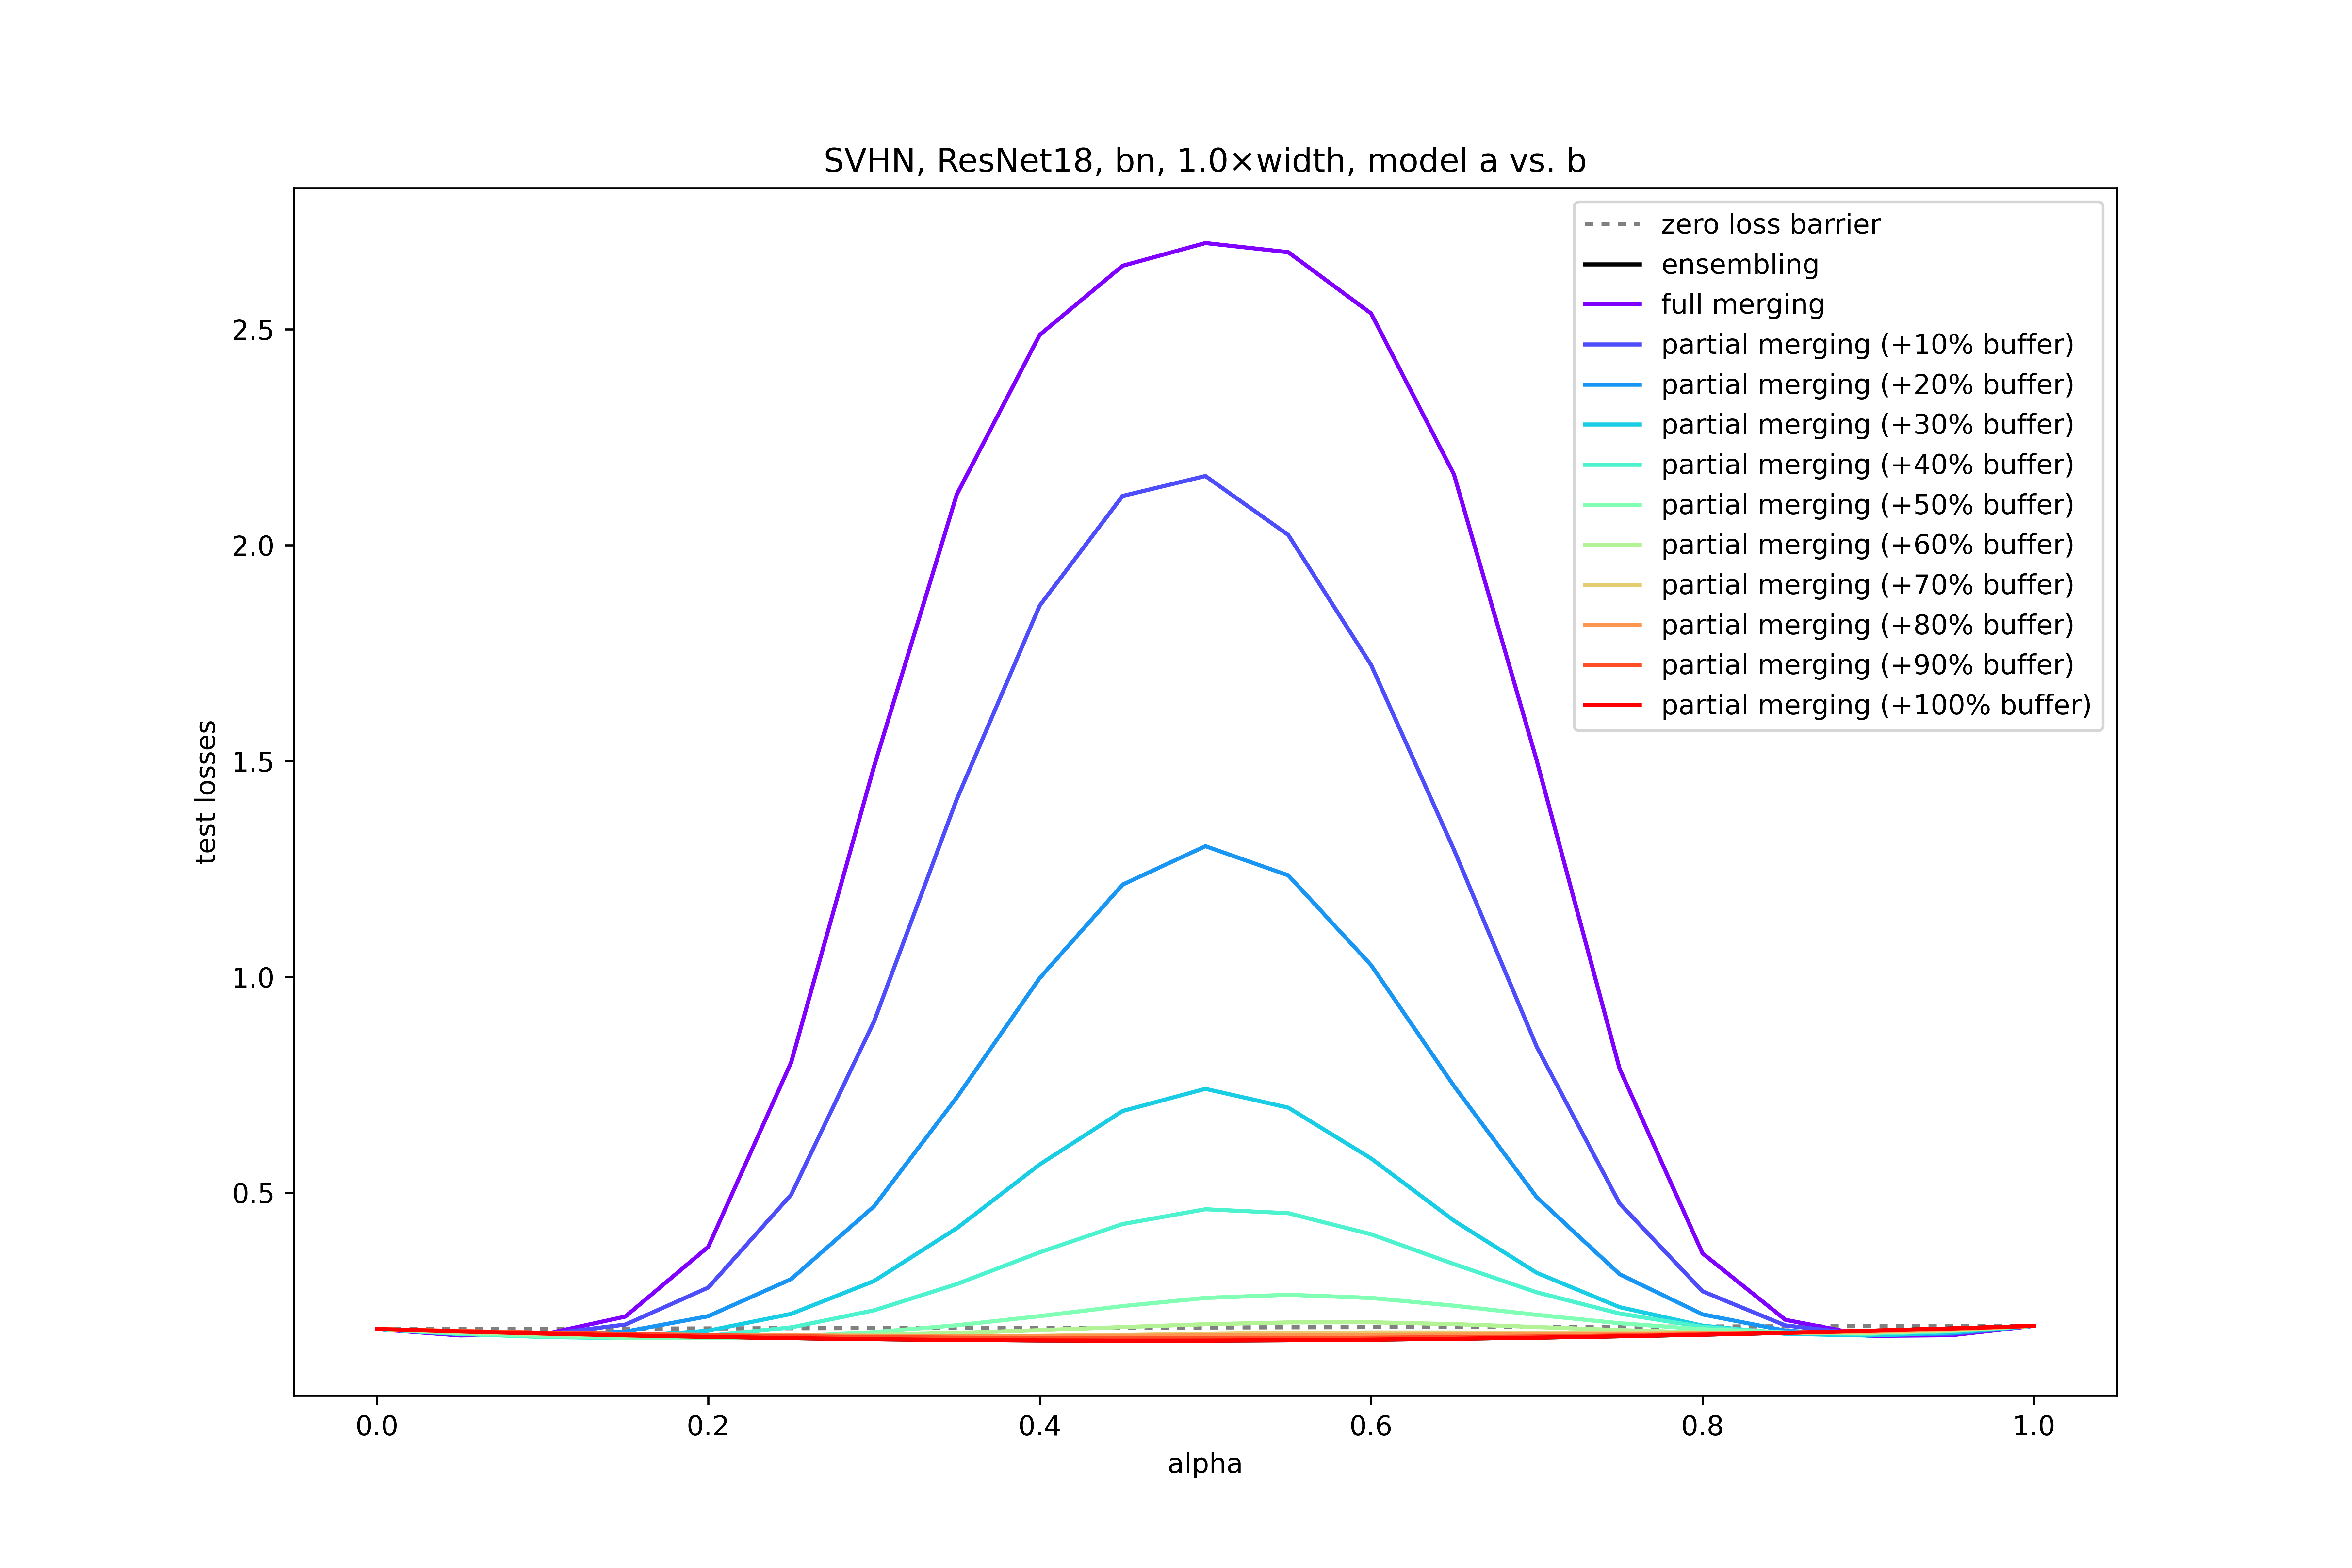 SVHN, ResNet18, bn, 1.0×width, model a vs. b
zero loss barrier
ensembling
full merging
partial merging (+10% buffer)
partial merging (+20% buffer)
partial merging (+30% buffer)
partial merging (+40% buffer)
partial merging (+50% buffer)
partial merging (+60% buffer)
partial merging (+70% buffer)
partial merging (+80% buffer)
partial merging (+90% buffer)
partial merging (+100% buffer)
test losses
2.5
2.0
1.5
1.0
0.5
0.0 0.2 0.4 0.6 0.8 1.0
alpha